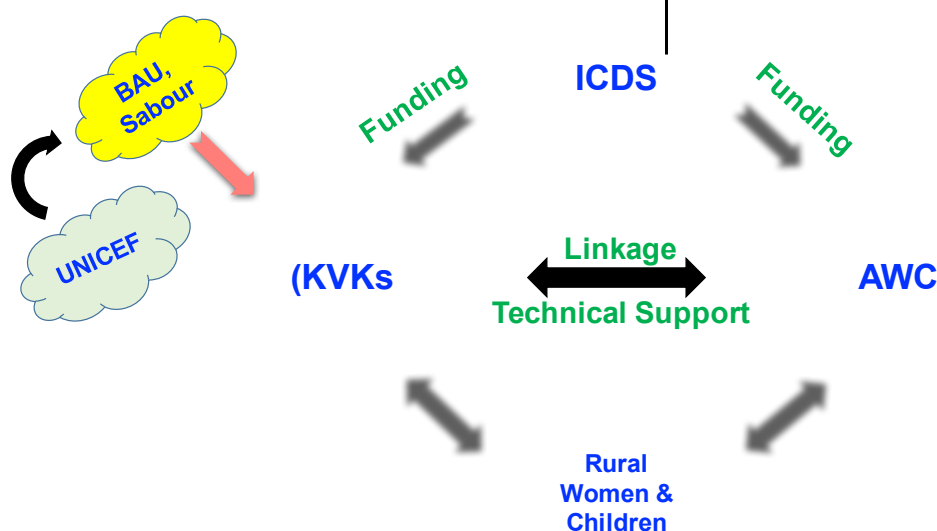 BAU,
Sabour
Funding
ICDS
Funding
UNICEF
(KVKs
Linkage
Technical Support
AWC
Rural
Women &
Children